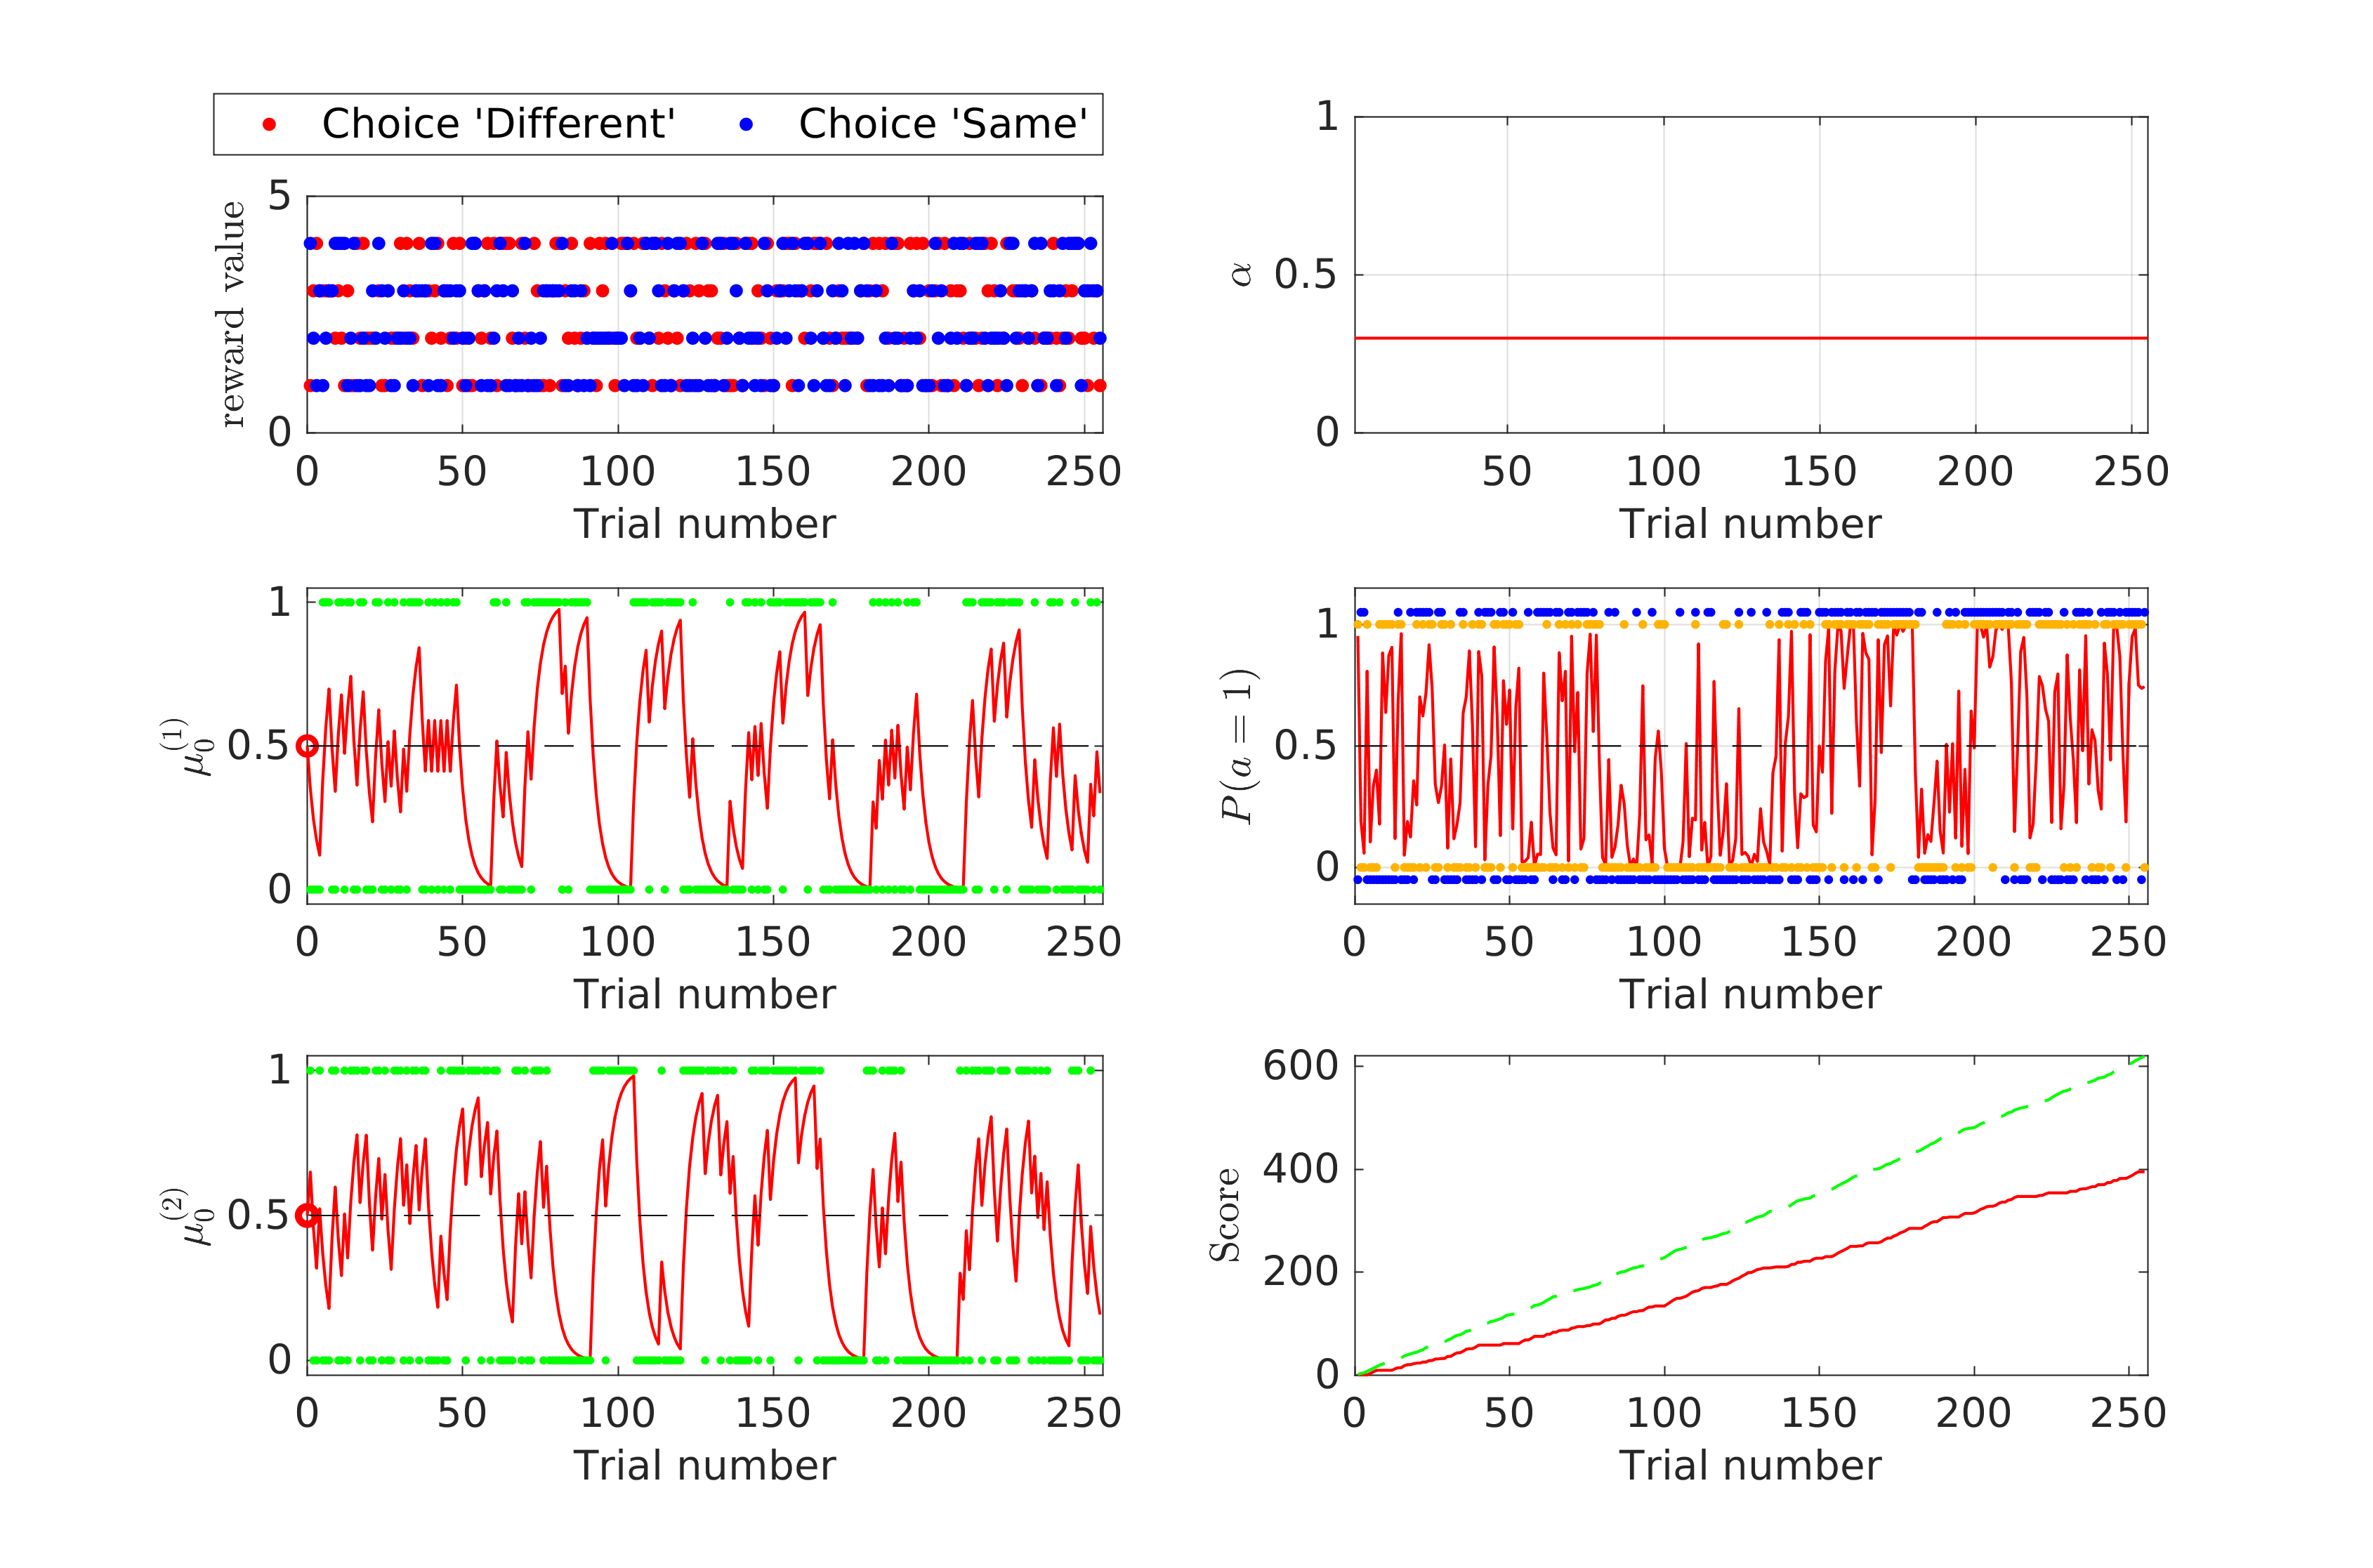 Choice 'Different' Choice 'Same'
reward value
5
0
0 50 100 150 200 250
Trial number
α
1
0.5
0
50 100 150 200 250
Trial number
μ₀⁽¹⁾
1
0.5
0
0 50 100 150 200 250
Trial number
P(a = 1)
1
0.5
0
0 50 100 150 200 250
Trial number
μ₀⁽²⁾
1
0.5
0
0 50 100 150 200 250
Trial number
Score
600
400
200
0
0 50 100 150 200 250
Trial number